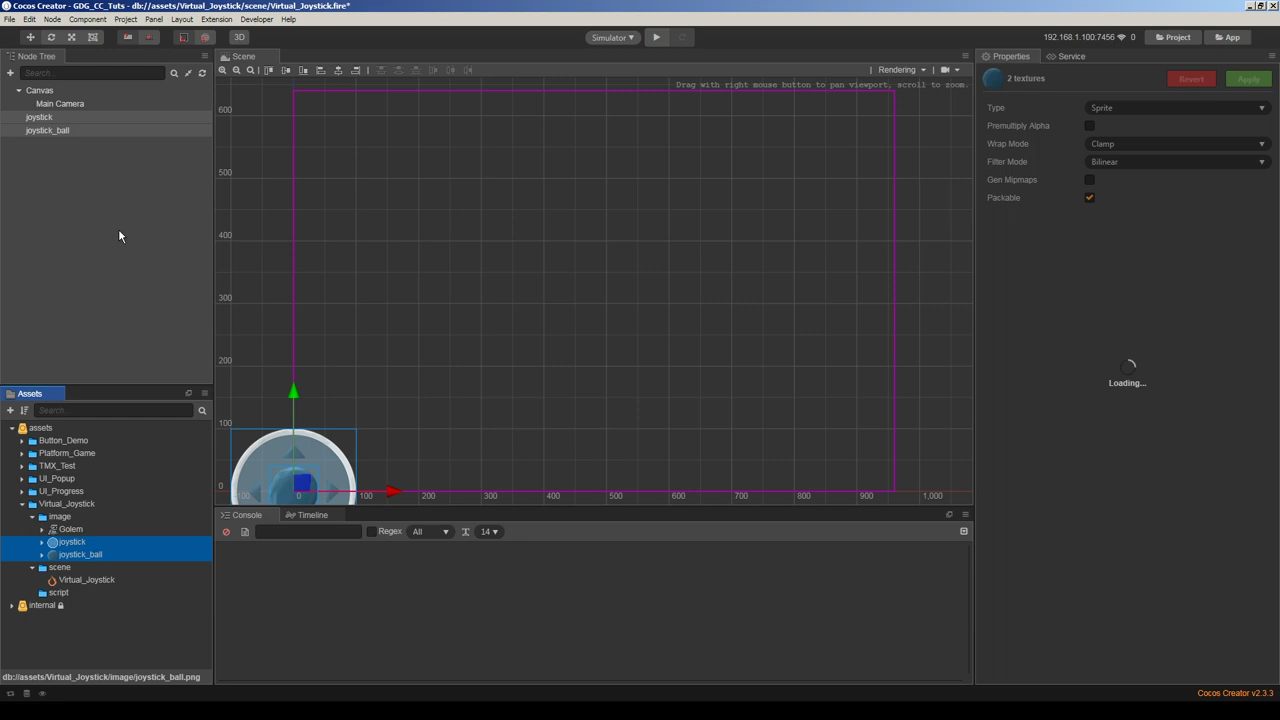 Cocos Creator - GDG_CC_Tuts - db://assets/Virtual_Joystick/scene/Virtual_Joystick.fire*
File Edit Node Component Project Panel Layout Extension Developer Help
3D
Simulator
192.168.1.100:7456 0
Project
App
Node Tree
Search...
Canvas
Main Camera
joystick
joystick_ball
Scene
Rendering
Drag with right mouse button to pan viewport, scroll to zoom.
600
500
400
300
200
100
0
-100 0 100 200 300 400 500 600 700 800 900 1,000
Properties
Service
2 textures
Revert
Apply
Type Sprite
Premultiply Alpha
Wrap Mode Clamp
Filter Mode Bilinear
Gen Mipmaps
Packable
Loading...
Assets
Search...
assets
Button_Demo
Platform_Game
TMX_Test
UI_Popup
UI_Progress
Virtual_Joystick
image
Golem
joystick
joystick_ball
scene
Virtual_Joystick
script
internal
db://assets/Virtual_Joystick/image/joystick_ball.png
Console
Timeline
Regex
All
14
Cocos Creator v2.3.3